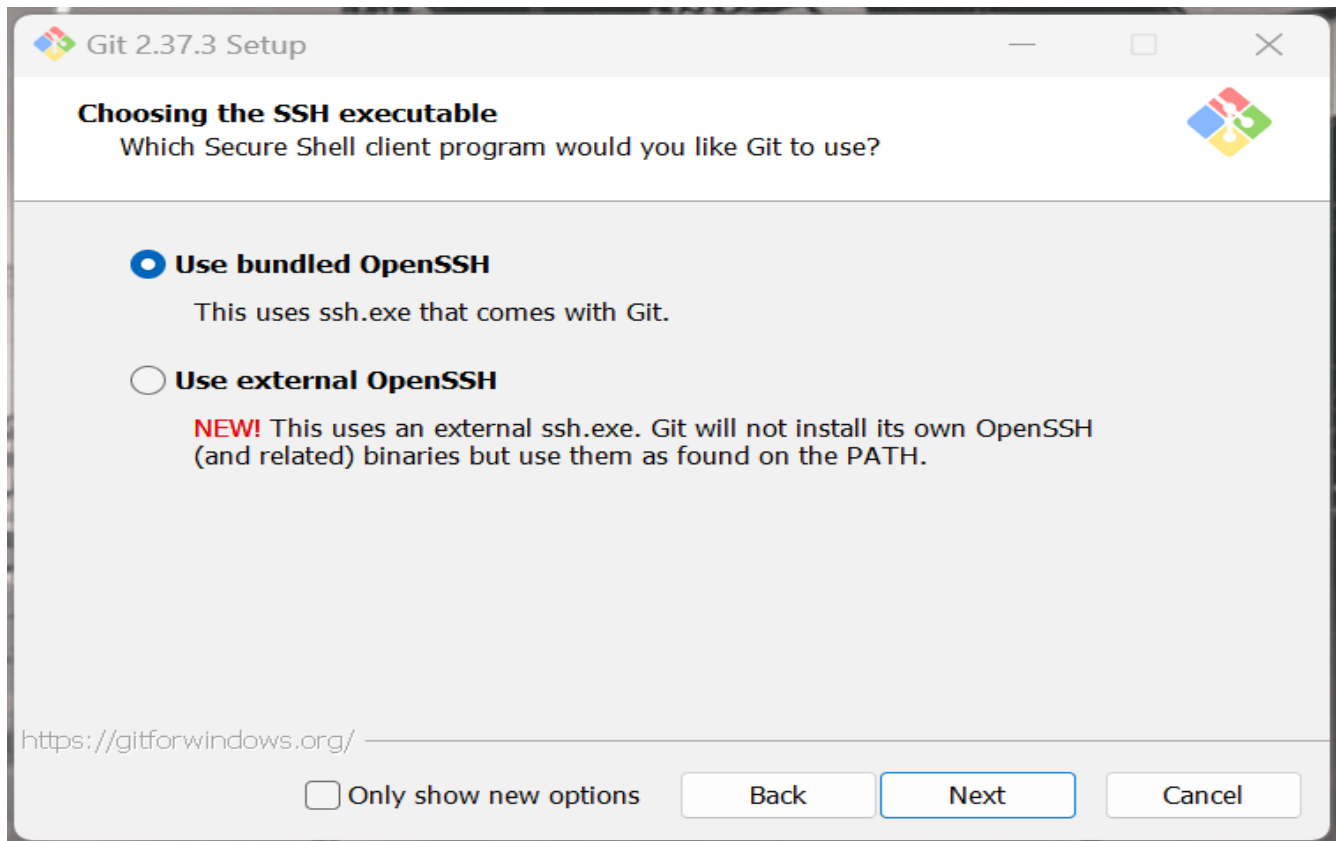 Git 2.37.3 Setup
Choosing the SSH executable
Which Secure Shell client program would you like Git to use?
Use bundled OpenSSH
This uses ssh.exe that comes with Git.
Use external OpenSSH
NEW! This uses an external ssh.exe. Git will not install its own OpenSSH
(and related) binaries but use them as found on the PATH.
https://gitforwindows.org/
Only show new options
Back
Next
Cancel